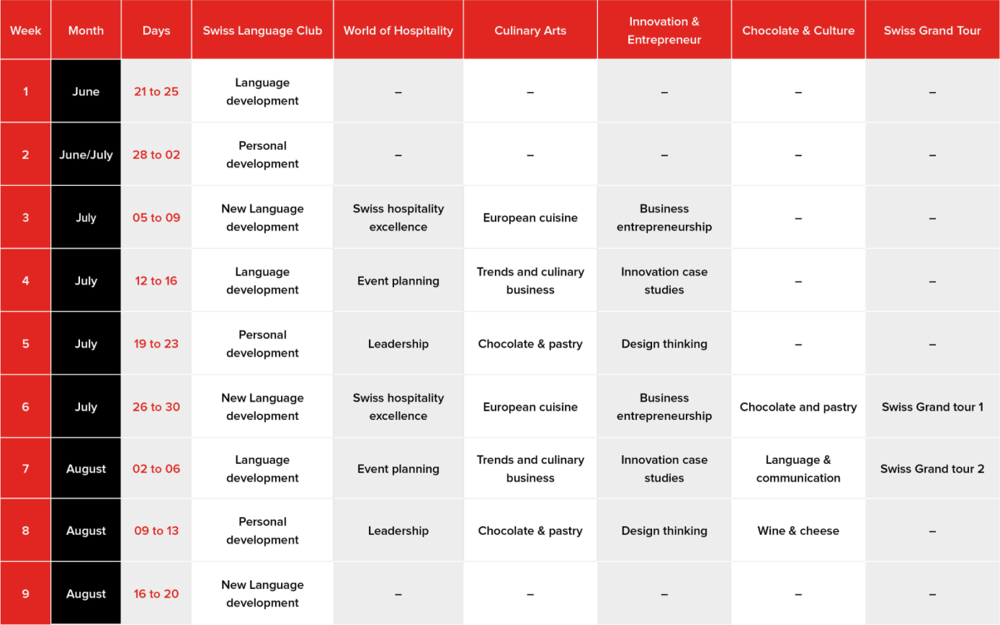 Week Month Days Swiss Language Club World of Hospitality Culinary Arts Innovation & Entrepreneur Chocolate & Culture Swiss Grand Tour
1 June 21 to 25 Language development – – – – –
2 June/July 28 to 02 Personal development – – – – –
3 July 05 to 09 New Language development Swiss hospitality excellence European cuisine Business entrepreneurship – –
4 July 12 to 16 Language development Event planning Trends and culinary business Innovation case studies – –
5 July 19 to 23 Personal development Leadership Chocolate & pastry Design thinking – –
6 July 26 to 30 New Language development Swiss hospitality excellence European cuisine Business entrepreneurship Chocolate and pastry Swiss Grand tour 1
7 August 02 to 06 Language development Event planning Trends and culinary business Innovation case studies Language & communication Swiss Grand tour 2
8 August 09 to 13 Personal development Leadership Chocolate & pastry Design thinking Wine & cheese –
9 August 16 to 20 New Language development – – – – –